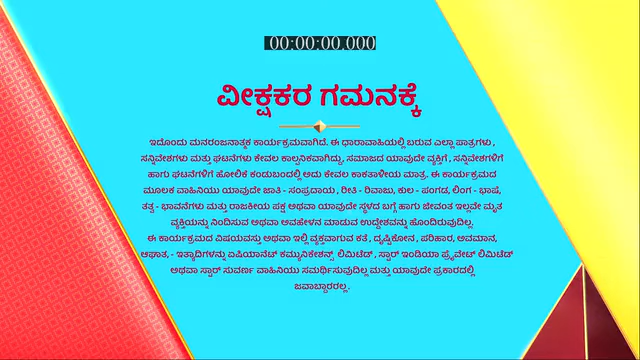 00:00:00.000
ವೀಕ್ಷಕರ ಗಮನಕ್ಕೆ
ಇದೊಂದು ಮನರಂಜನಾತ್ಮಕ ಕಾರ್ಯಕ್ರಮವಾಗಿದೆ. ಈ ಧಾರಾವಾಹಿಯಲ್ಲಿ ಬರುವ ಎಲ್ಲಾ ಪಾತ್ರಗಳು ,
ಸನ್ನಿವೇಶಗಳು ಮತ್ತು ಘಟನೆಗಳು ಕೇವಲ ಕಾಲ್ಪನಿಕವಾಗಿದ್ದು, ಸಮಾಜದ ಯಾವುದೇ ವ್ಯಕ್ತಿಗೆ , ಸನ್ನಿವೇಶಗಳಿಗೆ
ಹಾಗು ಘಟನೆಗಳಿಗೆ ಹೋಲಿಕೆ ಕಂಡುಬಂದಲ್ಲಿ ಅದು ಕೇವಲ ಕಾಕತಾಳೀಯ ಮಾತ್ರ. ಈ ಕಾರ್ಯಕ್ರಮದ
ಮೂಲಕ ವಾಹಿನಿಯು ಯಾವುದೇ ಜಾತಿ - ಸಂಪ್ರದಾಯ , ರೀತಿ - ರಿವಾಜು, ಕುಲ - ಪಂಗಡ, ಲಿಂಗ - ಭಾಷೆ,
ತತ್ವ - ಭಾವನೆಗಳು ಮತ್ತು ರಾಜಕೀಯ ಪಕ್ಷ ಅಥವಾ ಯಾವುದೇ ಸ್ಥಳದ ಬಗ್ಗೆ ಹಾಗು ಜೀವಂತ ಇಲ್ಲವೇ ಮೃತ
ವ್ಯಕ್ತಿಯನ್ನು ನಿಂದಿಸುವ ಅಥವಾ ಅವಹೇಳನ ಮಾಡುವ ಉದ್ದೇಶವನ್ನು ಹೊಂದಿರುವುದಿಲ್ಲ.
ಈ ಕಾರ್ಯಕ್ರಮದ ವಿಷಯವಸ್ತು ಅಥವಾ ಇಲ್ಲಿ ವ್ಯಕ್ತವಾಗುವ ಕತೆ , ದೃಷ್ಟಿಕೋನ , ಪರಿಹಾರ, ಅವಮಾನ,
ಆಘಾತ, - ಇತ್ಯಾದಿಗಳನ್ನು ಏಷಿಯಾನೆಟ್ ಕಮ್ಯುನಿಕೇಶನ್ಸ್ ಲಿಮಿಟೆಡ್ , ಸ್ಟಾರ್ ಇಂಡಿಯಾ ಪ್ರೈವೇಟ್ ಲಿಮಿಟೆಡ್
ಅಥವಾ ಸ್ಟಾರ್ ಸುವರ್ಣ ವಾಹಿನಿಯು ಸಮರ್ಥಿಸುವುದಿಲ್ಲ ಮತ್ತು ಯಾವುದೇ ಪ್ರಕಾರದಲ್ಲಿ
ಜವಾಬ್ದಾರರಲ್ಲ.